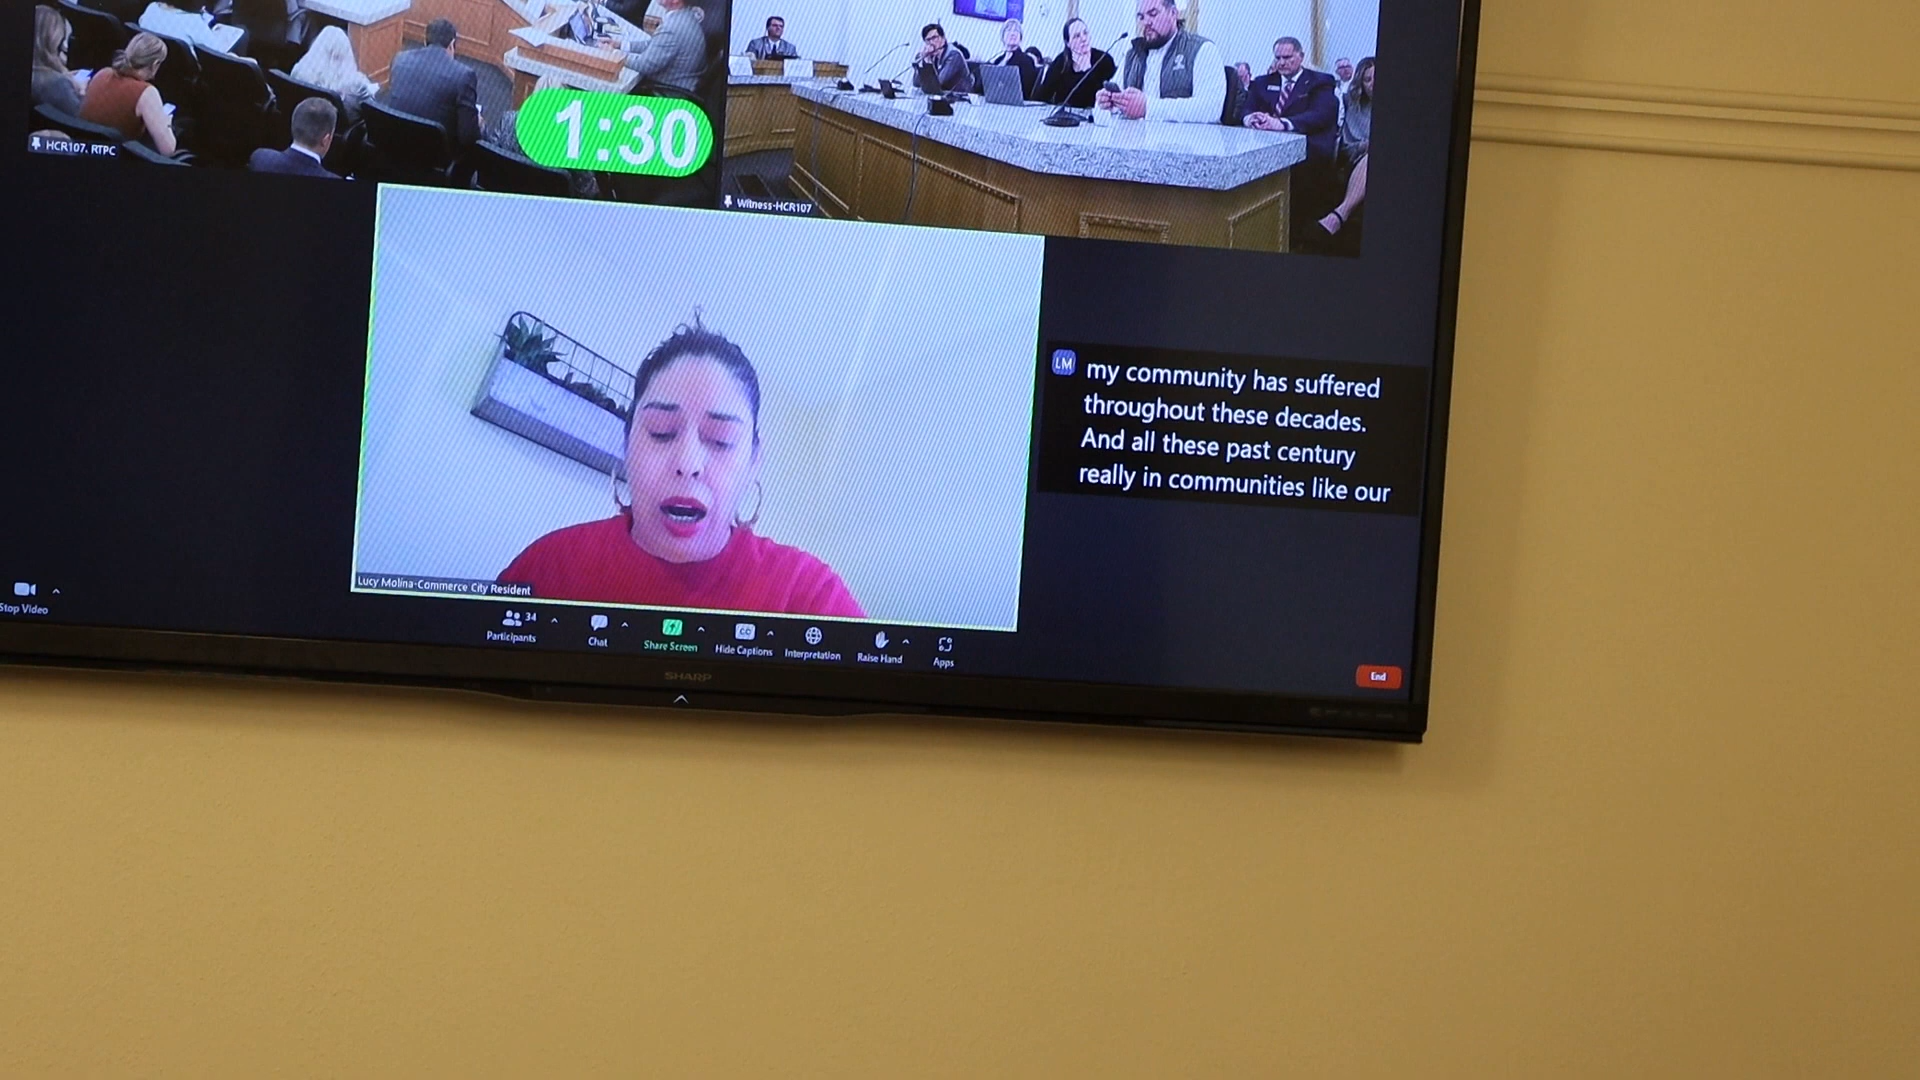 1:30
HCR107. RTPC
Witness-HCR107
LM
my community has suffered
throughout these decades.
And all these past century
really in communities like our
Lucy Molina-Commerce City Resident
Stop Video
34
Participants
Chat
Share Screen
CC
Hide Captions
Interpretation
Raise Hand
Apps
End
SHARP